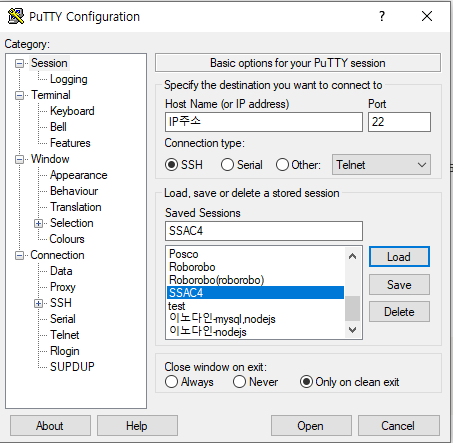 PuTTY Configuration
?
Category:
Session
Logging
Terminal
Keyboard
Bell
Features
Window
Appearance
Behaviour
Translation
Selection
Colours
Connection
Data
Proxy
SSH
Serial
Telnet
Rlogin
SUPDUP
Basic options for your PuTTY session
Specify the destination you want to connect to
Host Name (or IP address) Port
IP주소 22
Connection type:
SSH Serial Other: Telnet
Load, save or delete a stored session
Saved Sessions
SSAC4
Posco
Roborobo
Roborobo(roborobo)
SSAC4
test
이노다인-mysql,nodejs
이노다인-nodejs
Load
Save
Delete
Close window on exit:
Always Never Only on clean exit
About Help Open Cancel